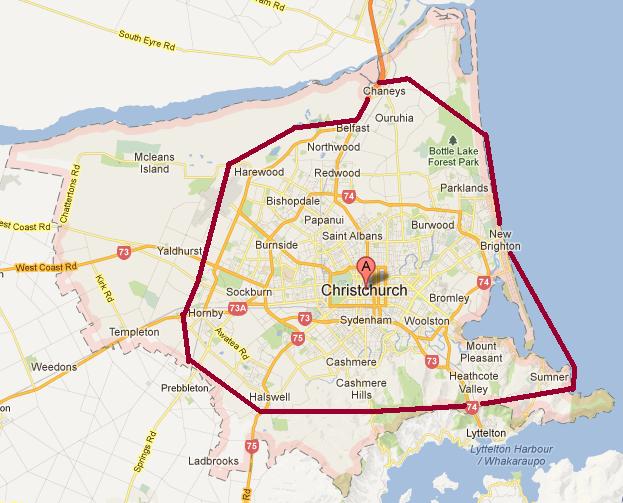 ram Rd
South Eyre Rd
Chaneys
Ouruhia
Belfast
Northwood
Mcleans
Island
Harewood
Redwood
Bottle Lake
Forest Park
Chattertons Rd
Parklands
74
Bishopdale
Papanui
Saint Albans
Burwood
est Coast Rd
New
Brighton
Burnside
73
Yaldhurst
West Coast Rd
A
Kirk Rd
74
Sockburn
Christchurch
Bromley
73A
Hornby
73
Sydenham
Woolston
Templeton
Awatea Rd
75
Mount
Pleasant
Weedons
Cashmere
73
Prebbleton
Cashmere
Hills
Heathcote
Valley
Sumner
Halswell
74
on
Springs Rd
75
Lyttelton
Ladbrooks
Lyttelton Harbour
/ Whakaraupo
Rd